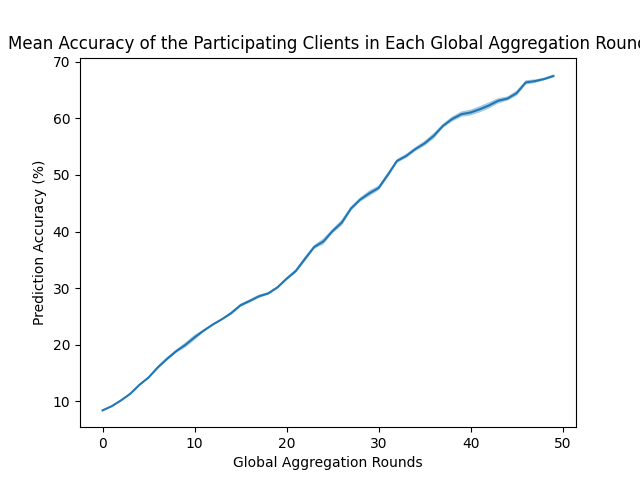 Mean Accuracy of the Participating Clients in Each Global Aggregation Roun
70
60
50
40
30
20
10
Prediction Accuracy (%)
0 10 20 30 40 50
Global Aggregation Rounds